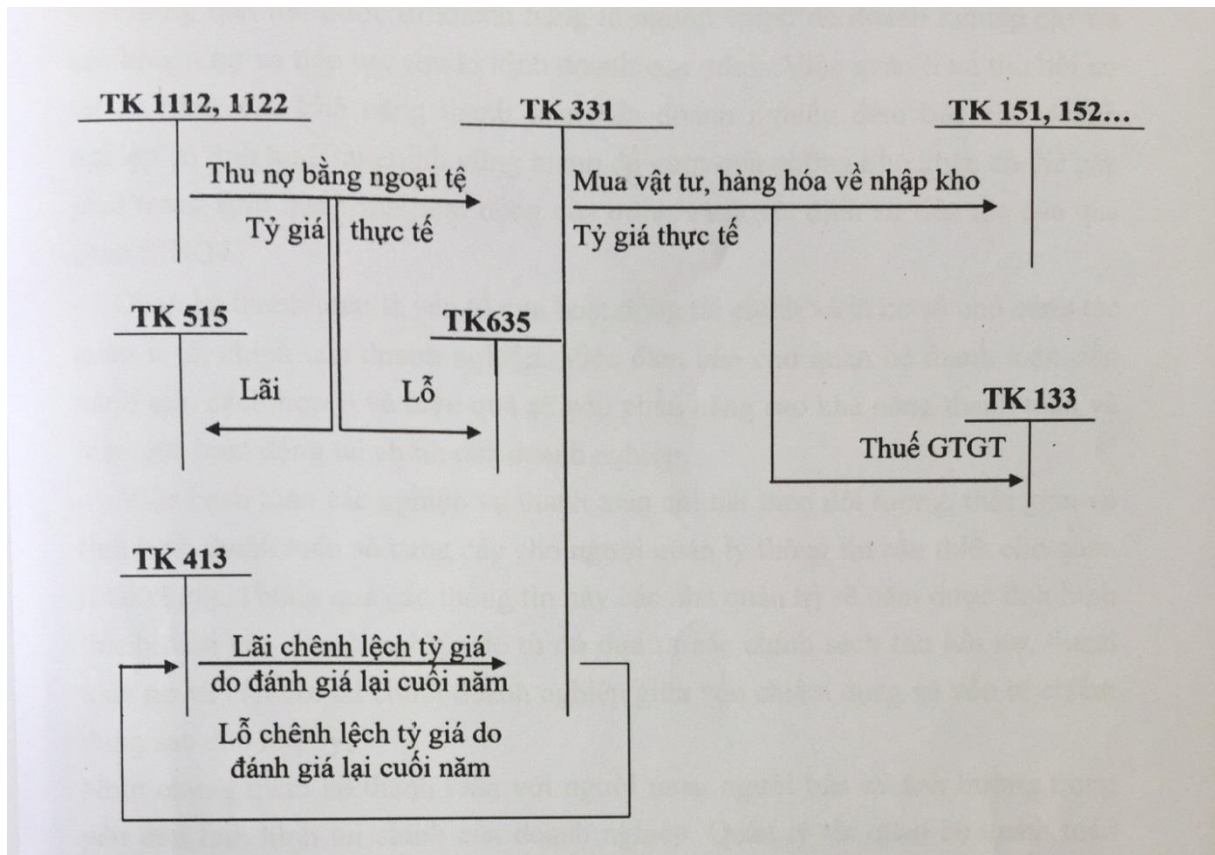 TK 1112, 1122
TK 331
TK151, 152...
Thu nợ bằng ngoại tệ
Tỷ giá thực tế
Mua vật tư, hàng hóa về nhập kho
Tỷ giá thực tế
TK 515
TK635
Lãi
Lỗ
TK 133
Thuế GTGT
TK 413
Lãi chênh lệch tỷ giá
do đánh giá lại cuối năm
Lỗ chênh lệch tỷ giá do
đánh giá lại cuối năm